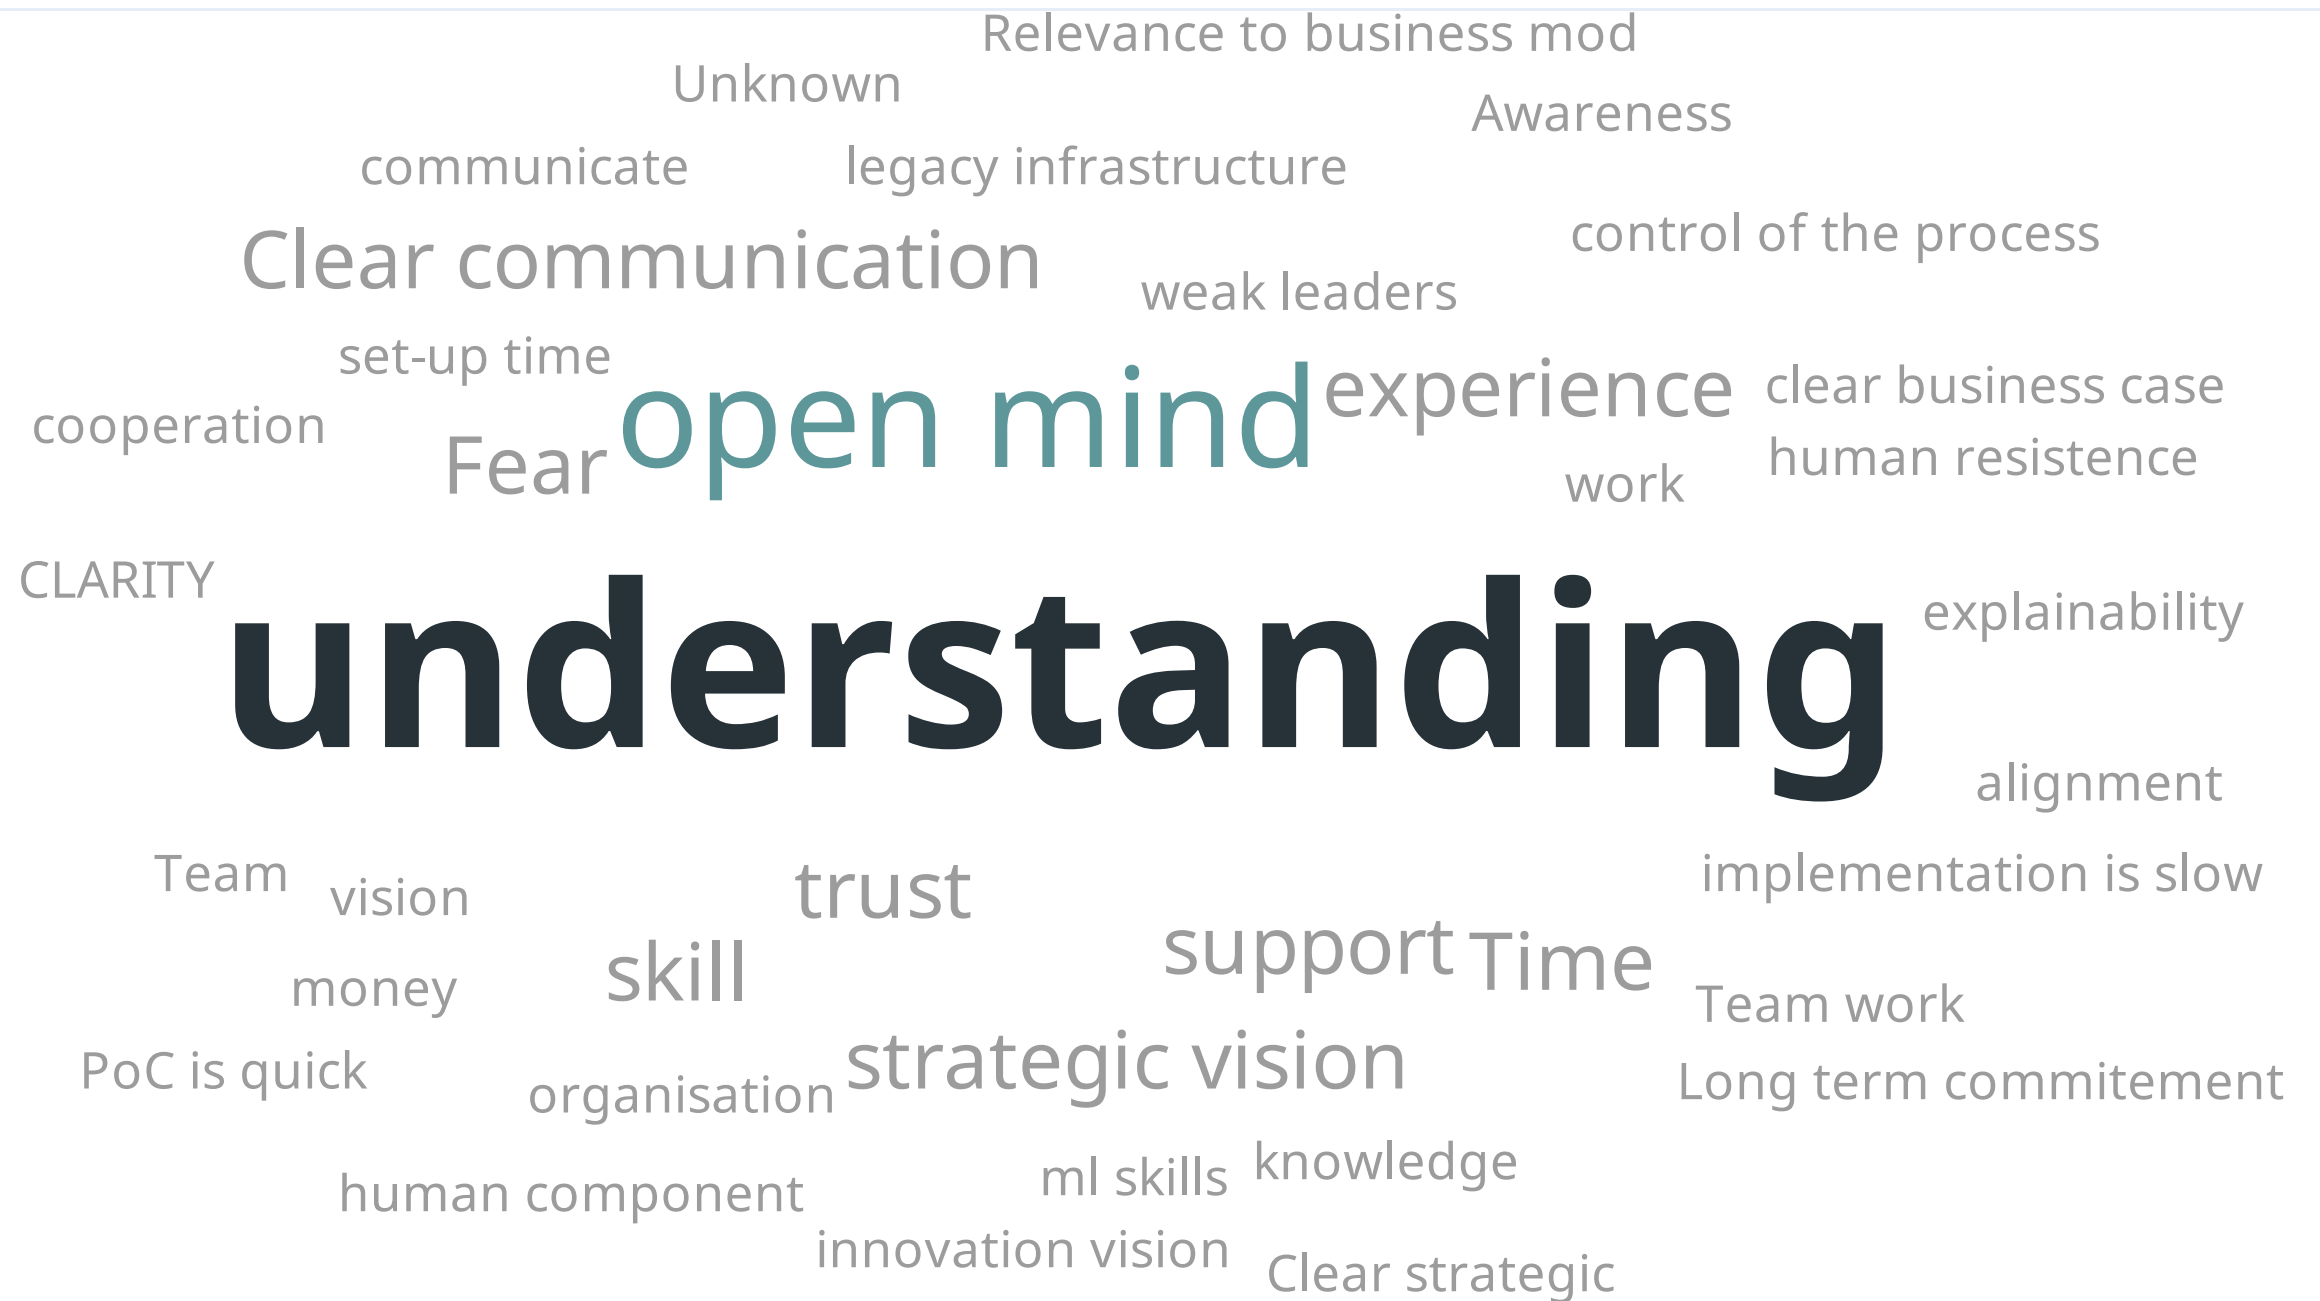 Relevance to business mod
Unknown
Awareness
communicate
legacy infrastructure
control of the process
Clear communication
weak leaders
set-up time
open mind
experience
clear business case
cooperation
Fear
human resistence
work
CLARITY
understanding
explainability
alignment
Team
vision
trust
implementation is slow
skill
support
Time
money
Team work
PoC is quick
organisation
strategic vision
Long term commitement
human component
ml skills
knowledge
innovation vision
Clear strategic